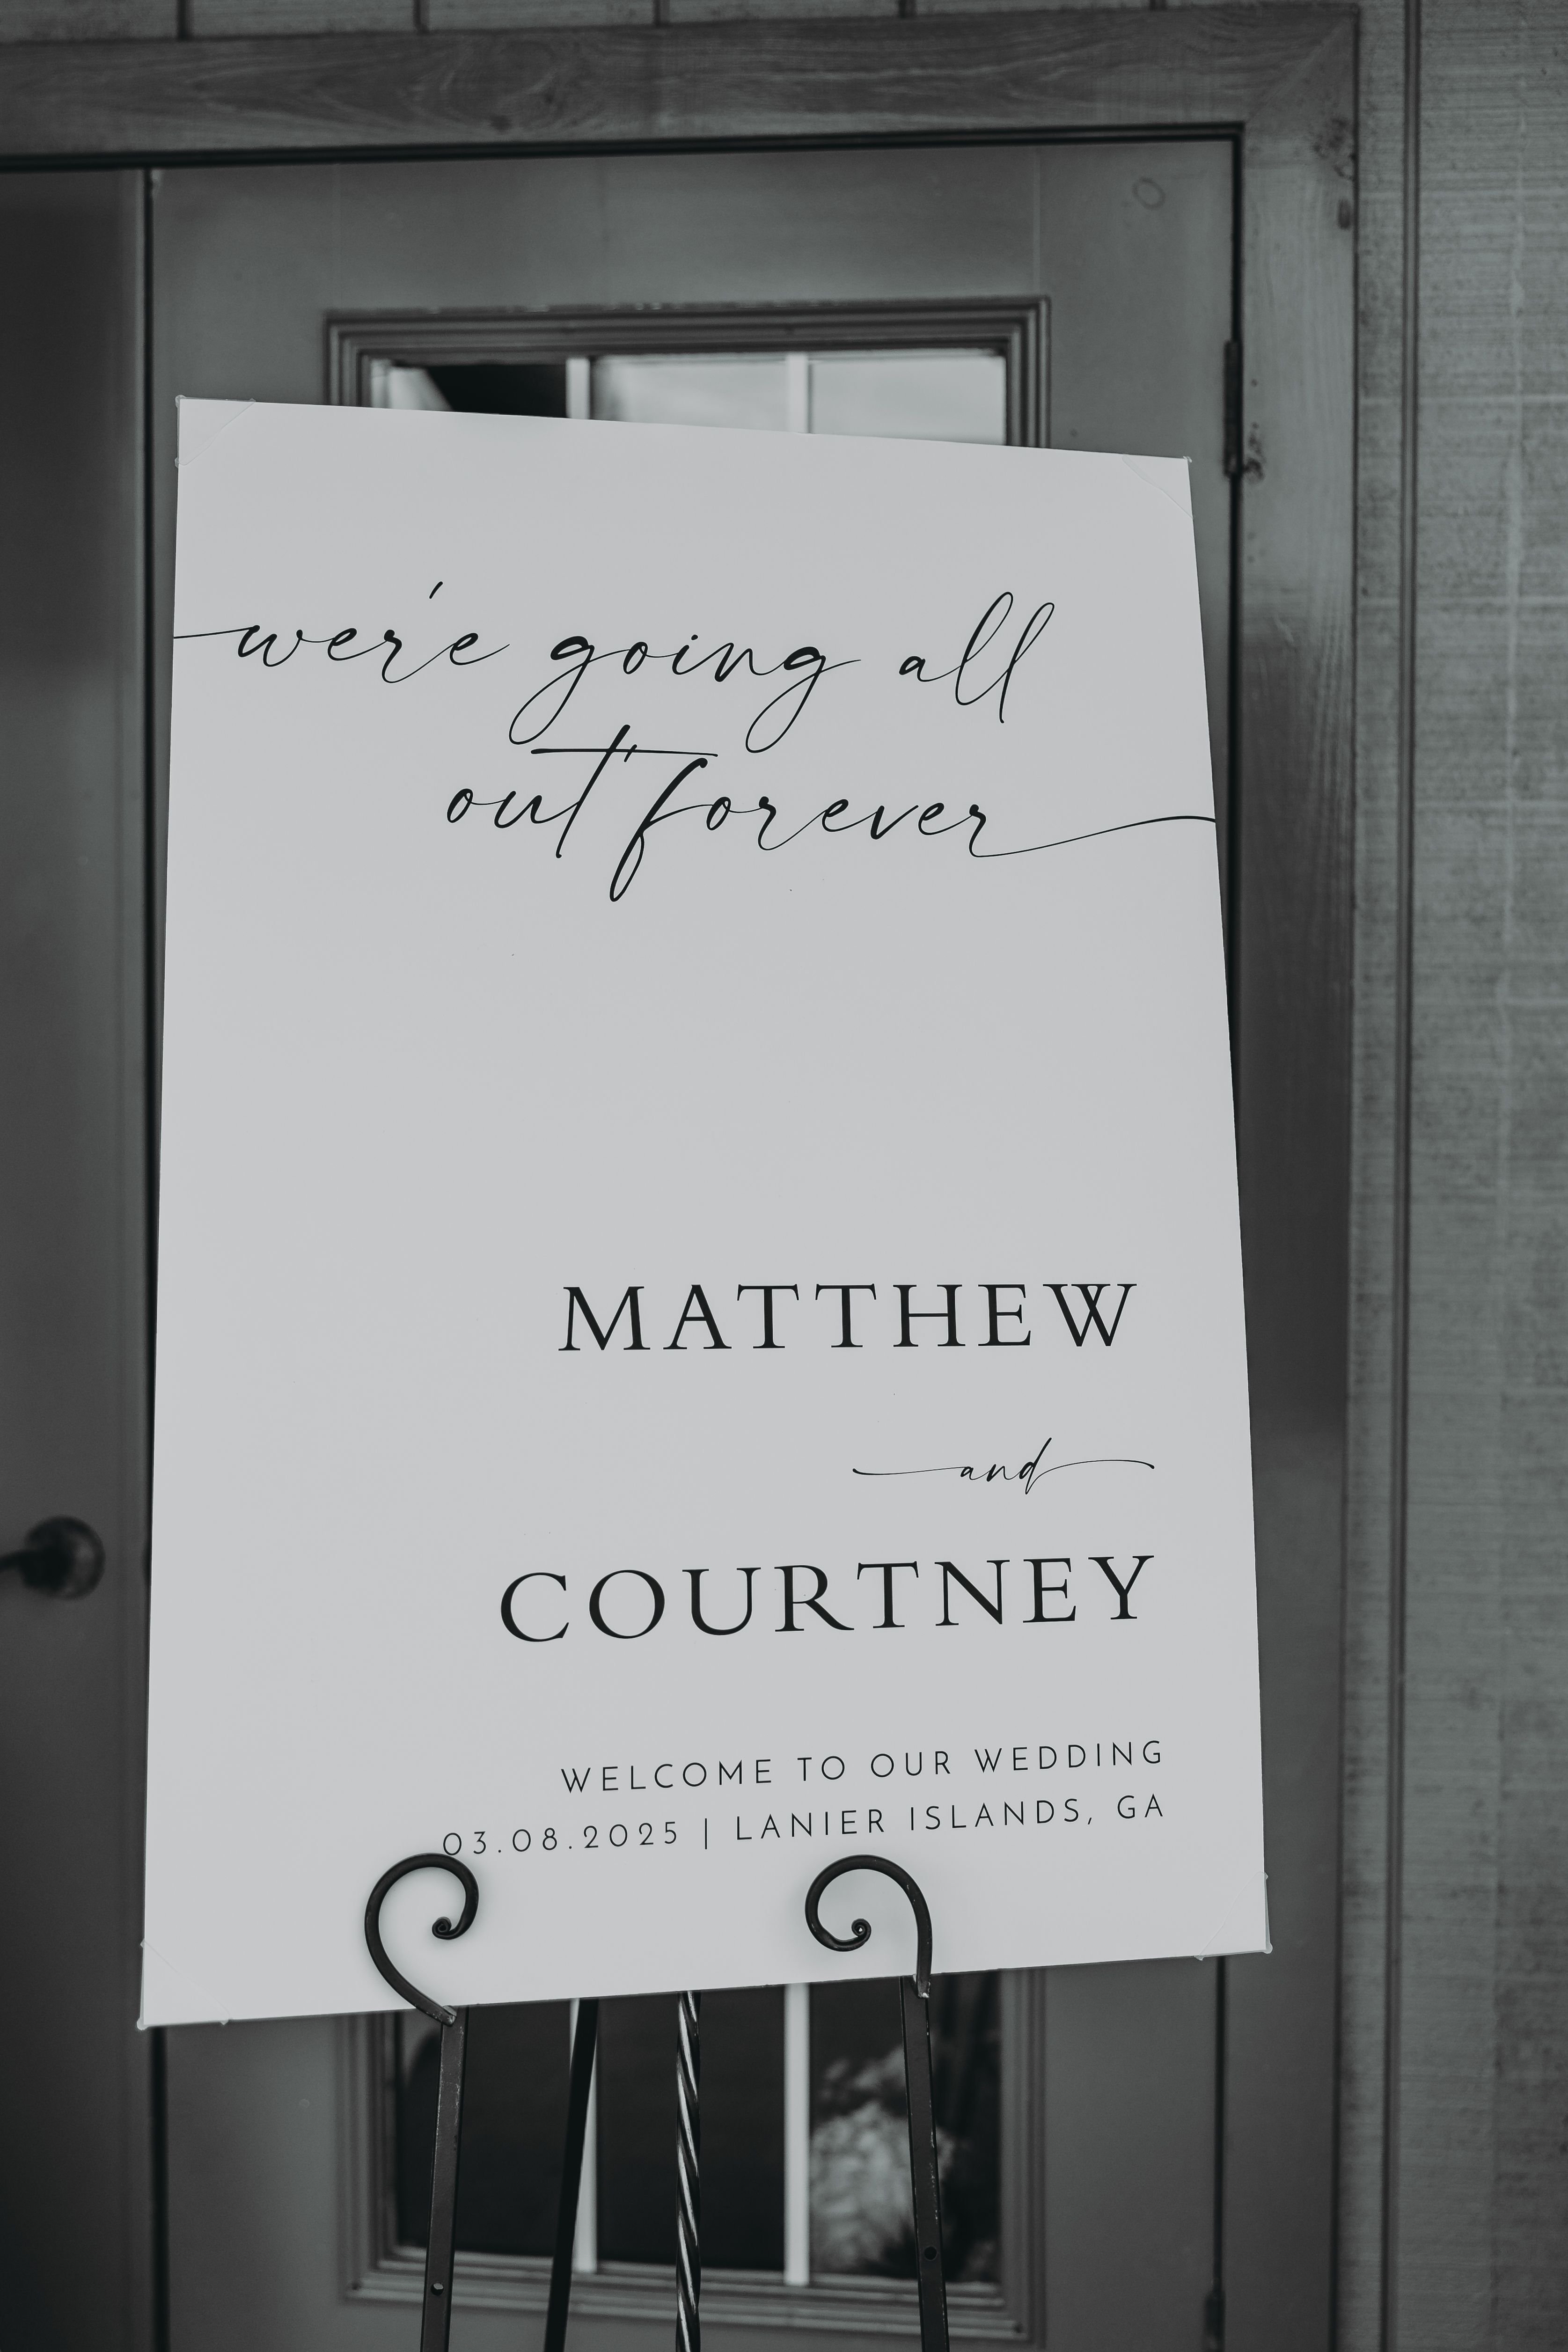 we're going all
out forever
MATTHEW
and
COURTNEY
WELCOME TO OUR WEDDING
03.08.2025 | LANIER ISLANDS, GA